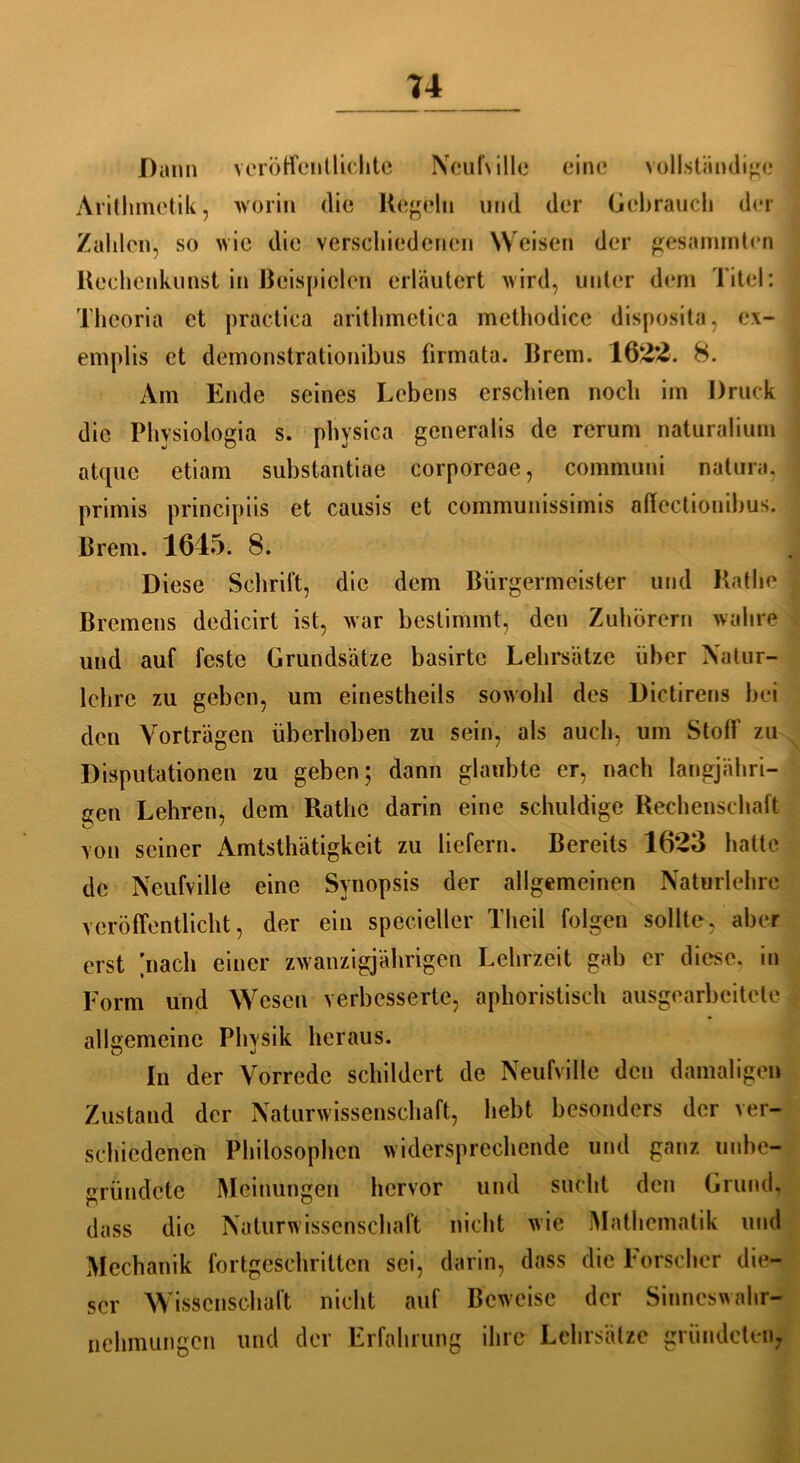 74
Dann veröffentlichte Neufville eine vollständige
Arithmetik, worin die Regeln und der Gebrauch der
Zahlen, so wie die verschiedenen Weisen der gesammten
Rechenkunst in Beispielen erläutert wird, unter dem Titel:
Theoria et practica arithmetica methodice disposita, ex-
emplis et demonstrationibus firmata. Brem. 1622. 8.
Am Ende seines Lebens erschien noch im Druck
die Physiologia s. physica generalis de rerum naturalium
atque etiam substantiae corporeae, communi natura,
primis principiis et causis et communissimis affectionibus.
Brem. 1645. 8.
Diese Schrift, die dem Bürgermeister und Rathe
Bremens dedicirt ist, war bestimmt, den Zuhörern wahre
und auf feste Grundsätze basirte Lehrsätze über Natur-
lehre zu geben, um einestheils sowohl des Dictirens bei
den Vorträgen überhoben zu sein, als auch, um Stoff zu
Disputationen zu geben; dann glaubte er, nach langjähri-
gen Lehren, dem Rathe darin eine schuldige Rechenschaft
von seiner Amtsthätigkeit zu liefern. Bereits 1623 hatte
de Neufville eine Synopsis der allgemeinen Naturlehre
veröffentlicht, der ein specieller Theil folgen sollte, aber
erst nach einer zwanzigjährigen Lehrzeit gab er diese, in
Form und Wesen verbesserte, aphoristisch ausgearbeitete
allgemeine Physik heraus.
In der Vorrede schildert de Neufville den damaligen
Zustand der Naturwissenschaft, hebt besonders der ver-
schiedenen Philosophen widersprechende und ganz unbe-
gründete Meinungen hervor und sucht den Grund,
dass die Naturwissenschaft nicht wie Mathematik und
Mechanik fortgeschritten sei, darin, dass die Forscher die-
ser Wissenschaft nicht auf Beweise der Sinneswahr-
nehmungen und der Erfahrung ihre Lehrsätze gründeten,